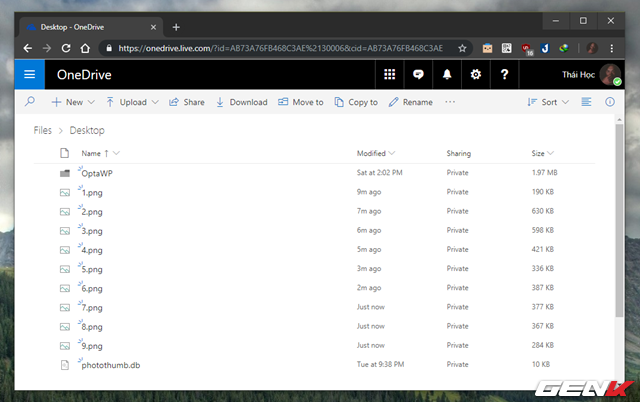 Desktop - OneDrive
https://onedrive.live.com/?id=AB73A76FB468C3AE%2130006&cid=AB73A76FB468C3AE
18
OneDrive
?
Thái Học
New Upload Share Download Move to Copy to Rename ... Sort
Files > Desktop
Name ↑ Modified Sharing Size
OptaWP Sat at 2:02 PM Private 1.97 MB
1.png 9m ago Private 190 KB
2.png 7m ago Private 630 KB
3.png 6m ago Private 598 KB
4.png 5m ago Private 421 KB
5.png 3m ago Private 336 KB
6.png 2m ago Private 387 KB
7.png Just now Private 377 KB
8.png Just now Private 367 KB
9.png Just now Private 284 KB
photothumb.db Tue at 9:38 PM Private 10 KB
GENK